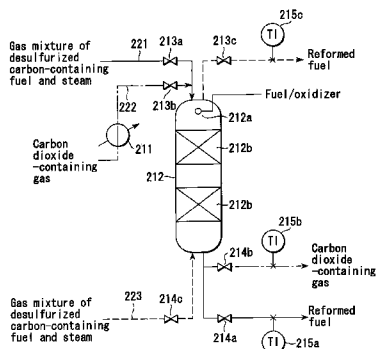 Gas mixture of
desulfurized
carbon-containing
fuel and steam
221
213a
213c
215c
TI
Reformed
fuel
222
213b
Fuel/oxidizer
212a
Carbon
dioxide
-containing
gas
211
212b
212
212b
215b
TI
214b
Carbon
dioxide
-containing
gas
Gas mixture of
desulfurized
carbon-containing
fuel and steam
223
214c
214a
Reformed
fuel
TI
215a